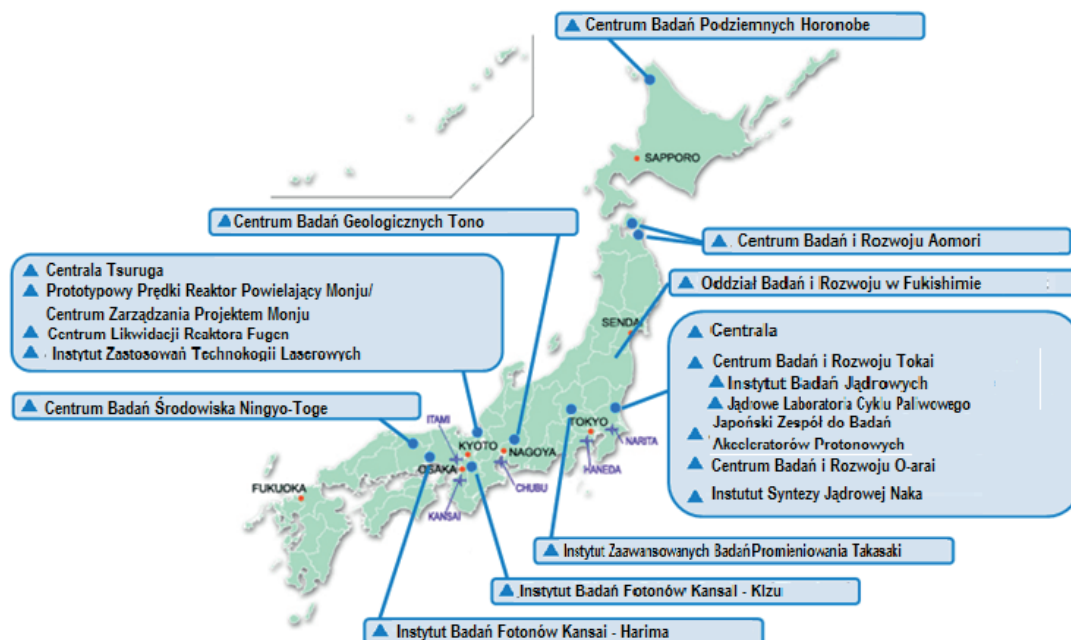 Centrum Badań Podziemnych Horonobe
SAPPORO
Centrum Badań Geologicznych Tono
Centrum Badań i Rozwoju Aomori
Centrala Tsuruga
Prototypowy Prędki Reaktor Powielający Monju/
Centrum Zarządzania Projektem Monju
Centrum Likwidacji Reaktora Fugen
Instytut Zastosowań Technologii Laserowych
Oddział Badań i Rozwoju w Fukishimie
SENDAI
Centrala
Centrum Badań i Rozwoju Tokai
Instytut Badań Jądrowych
Jądrowe Laboratoria Cyklu Paliwowego
Japoński Zespół do Badań
Akceleratorów Protonowych
Centrum Badań i Rozwoju O-arai
Instutut Syntezy Jądrowej Naka
Centrum Badań Środowiska Ningyo-Toge
ITAMI
KYOTO
NAGOYA
OSAKA
TOKYO
NARITA
HANEDA
CHUBU
KANSAI
FUKUOKA
Instytut Zaawansowanych Badań Promieniowania Takasaki
Instytut Badań Fotonów Kansal - Klzu
Instytut Badań Fotonów Kansai - Harima